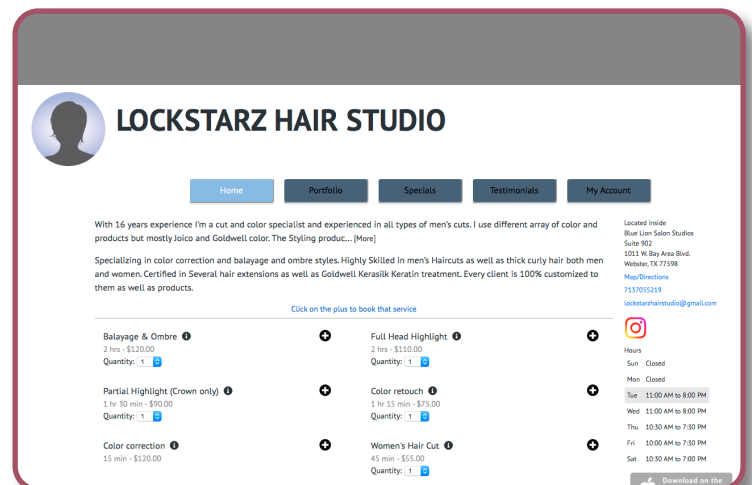 LOCKSTARZ HAIR STUDIO
Home Portfolio Specials Testimonials My Account
With 16 years experience I'm a cut and color specialist and experienced in all types of men's cuts. I use different array of color and
products but mostly Joico and Goldwell color. The Styling produc... [More]
Specializing in color correction and balayage and ombre styles. Highly Skilled in men's Haircuts as well as thick curly hair both men
and women. Certified in Several hair extensions as well as Goldwell Kerasilk Keratin treatment. Every client is 100% customized to
them as well as products.
Click on the plus to book that service
Balayage & Ombre
2 hrs - $120.00
Quantity: 1
Full Head Highlight
2 hrs - $110.00
Quantity: 1
Partial Highlight (Crown only)
1 hr 30 min - $90.00
Quantity: 1
Color retouch
1 hr 15 min - $75.00
Quantity: 1
Color correction
15 min - $120.00
Women's Hair Cut
45 min - $55.00
Quantity: 1
Located inside
Blue Lion Salon Studios
Suite 902
1011 W. Bay Area Blvd.
Webster, TX 77598
Map/Directions
7137055219
lockstarzhairstudio@gmail.com
Hours
Sun Closed
Mon Closed
Tue 11:00 AM to 8:00 PM
Wed 11:00 AM to 8:00 PM
Thu 10:30 AM to 7:30 PM
Fri 10:00 AM to 7:30 PM
Sat 10:30 AM to 7:00 PM
Download on the